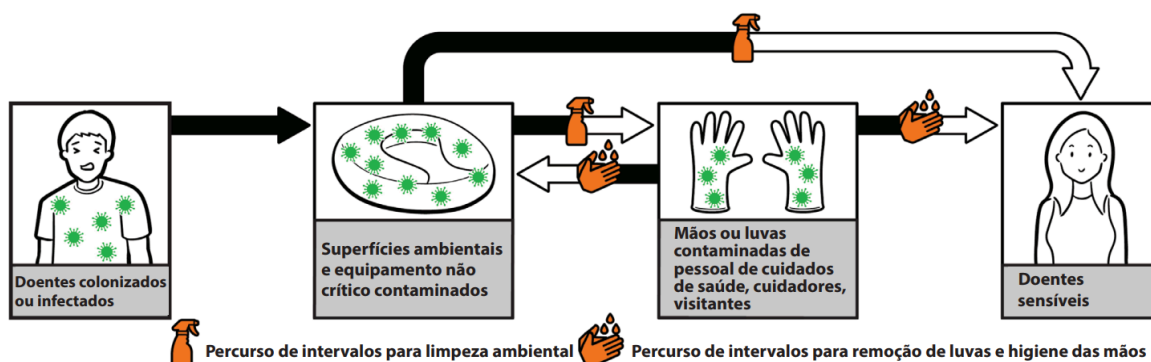 Doentes colonizados
ou infectados
Superfícies ambientais
e equipamento não
crítico contaminados
Mãos ou luvas
contaminadas de
pessoal de cuidados
de saúde, cuidadores,
visitantes
Doentes
sensíveis
Percurso de intervalos para limpeza ambiental
Percurso de intervalos para remoção de luvas e higiene das mãos